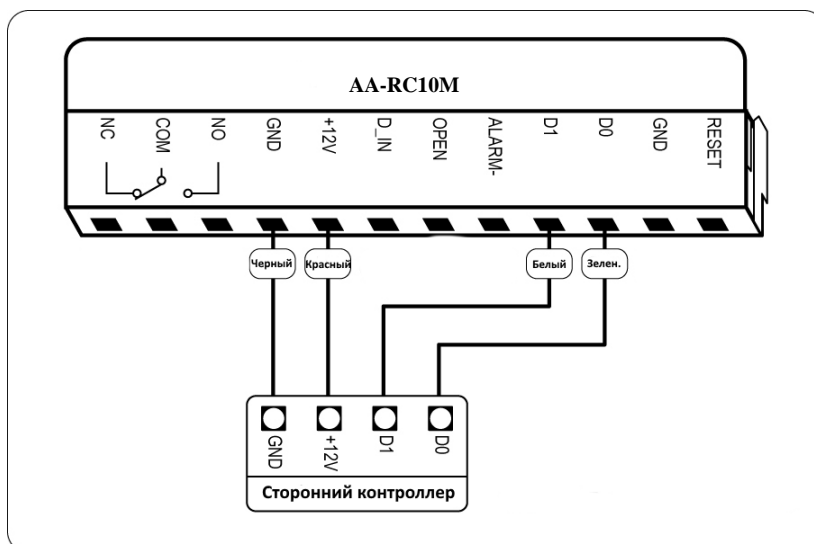 AA-RC10M
NC COM NO GND +12V D_IN OPEN ALARM- D1 D0 GND RESET
Черный Красный Белый Зелен.
GND +12V D1 D0
Сторонний контроллер